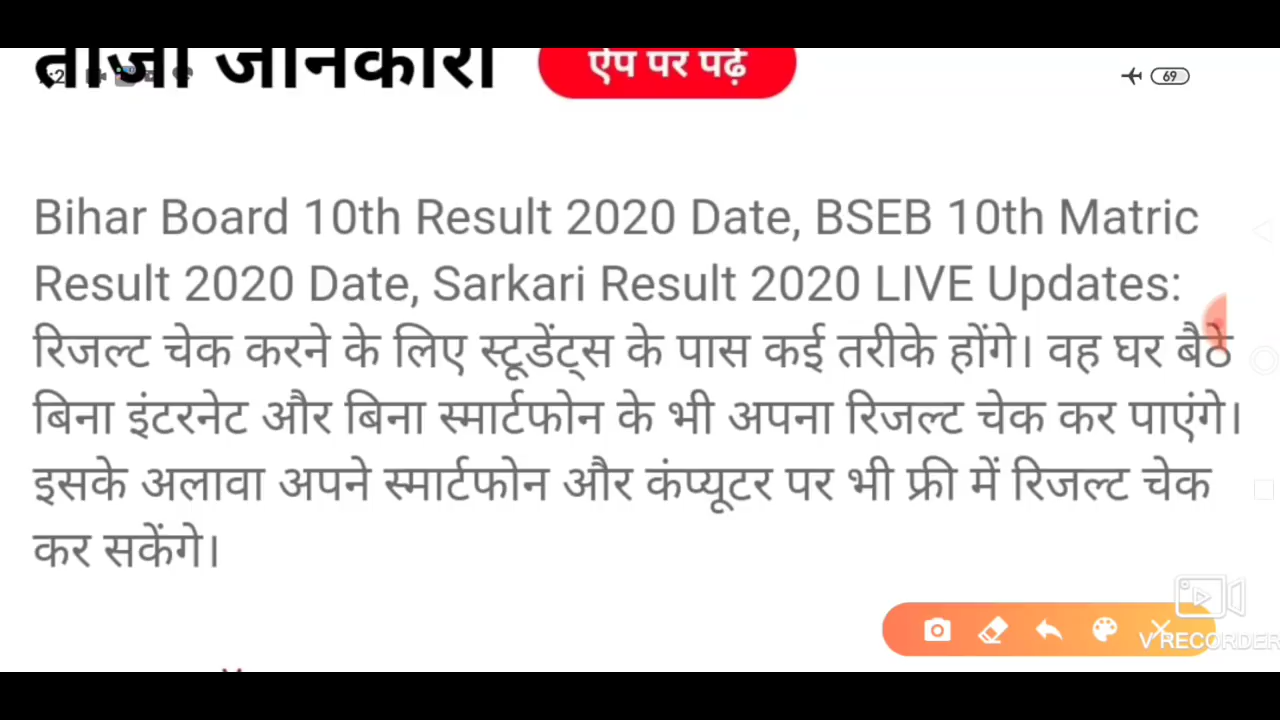 ताजा जानकारी ऐप पर पढ़ें
69
Bihar Board 10th Result 2020 Date, BSEB 10th Matric
Result 2020 Date, Sarkari Result 2020 LIVE Updates:
रिजल्ट चेक करने के लिए स्टूडेंट्स के पास कई तरीके होंगे। वह घर बैठे
बिना इंटरनेट और बिना स्मार्टफोन के भी अपना रिजल्ट चेक कर पाएंगे।
इसके अलावा अपने स्मार्टफोन और कंप्यूटर पर भी फ्री में रिजल्ट चेक
कर सकेंगे।
V RECORDER